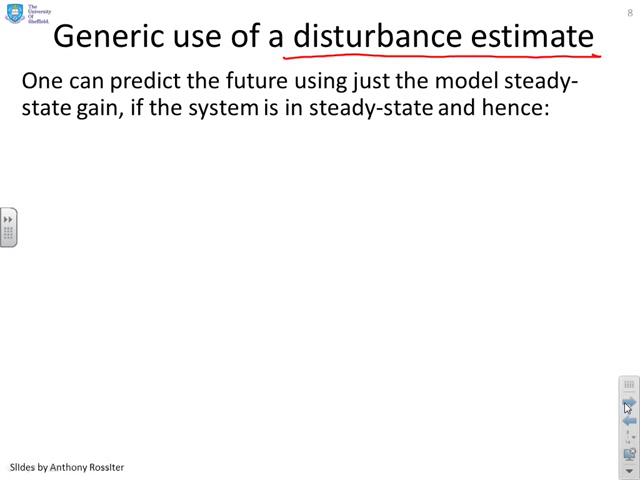 The
University
Of
Sheffield.
8
Generic use of a disturbance estimate
One can predict the future using just the model steady-
state gain, if the system is in steady-state and hence:
Slides by Anthony Rossiter